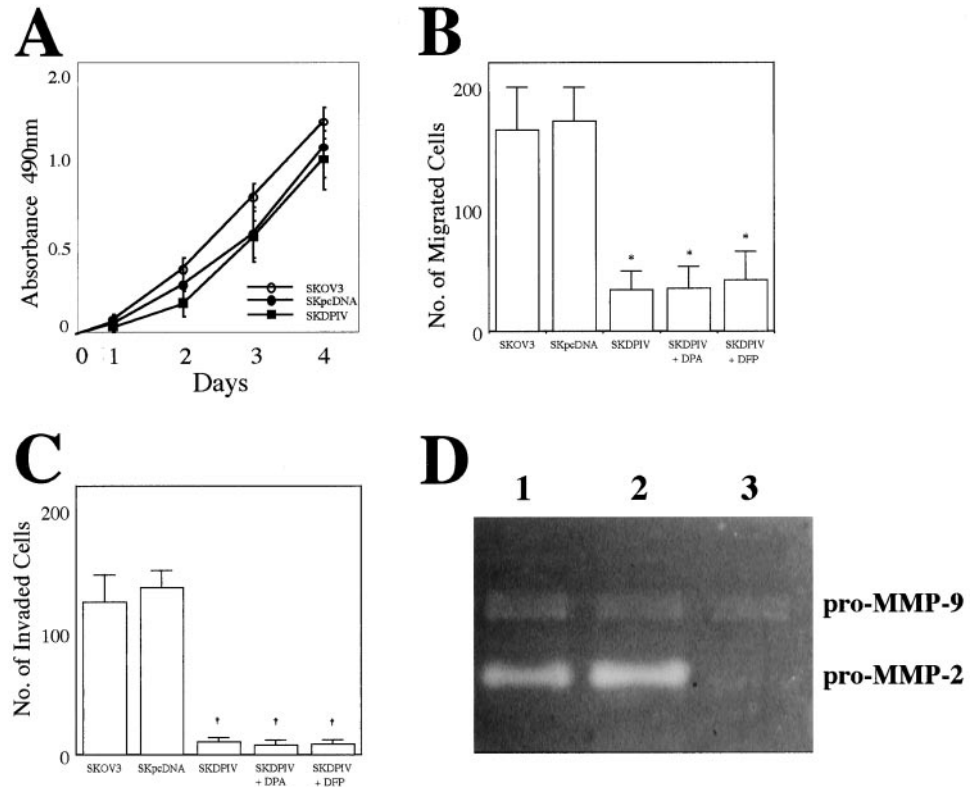 A
Absorbance 490nm
2.0
1.0
0.5
0
0 1 2 3 4
Days
SKOV3
SKpcDNA
SKDPIV
B
No. of Migrated Cells
200
100
0
* * *
SKOV3 SKpcDNA SKDPIV SKDPIV + DPA SKDPIV + DFP
C
No. of Invaded Cells
200
100
0
† † †
SKOV3 SKpcDNA SKDPIV SKDPIV + DPA SKDPIV + DFP
D
1 2 3
pro-MMP-9
pro-MMP-2